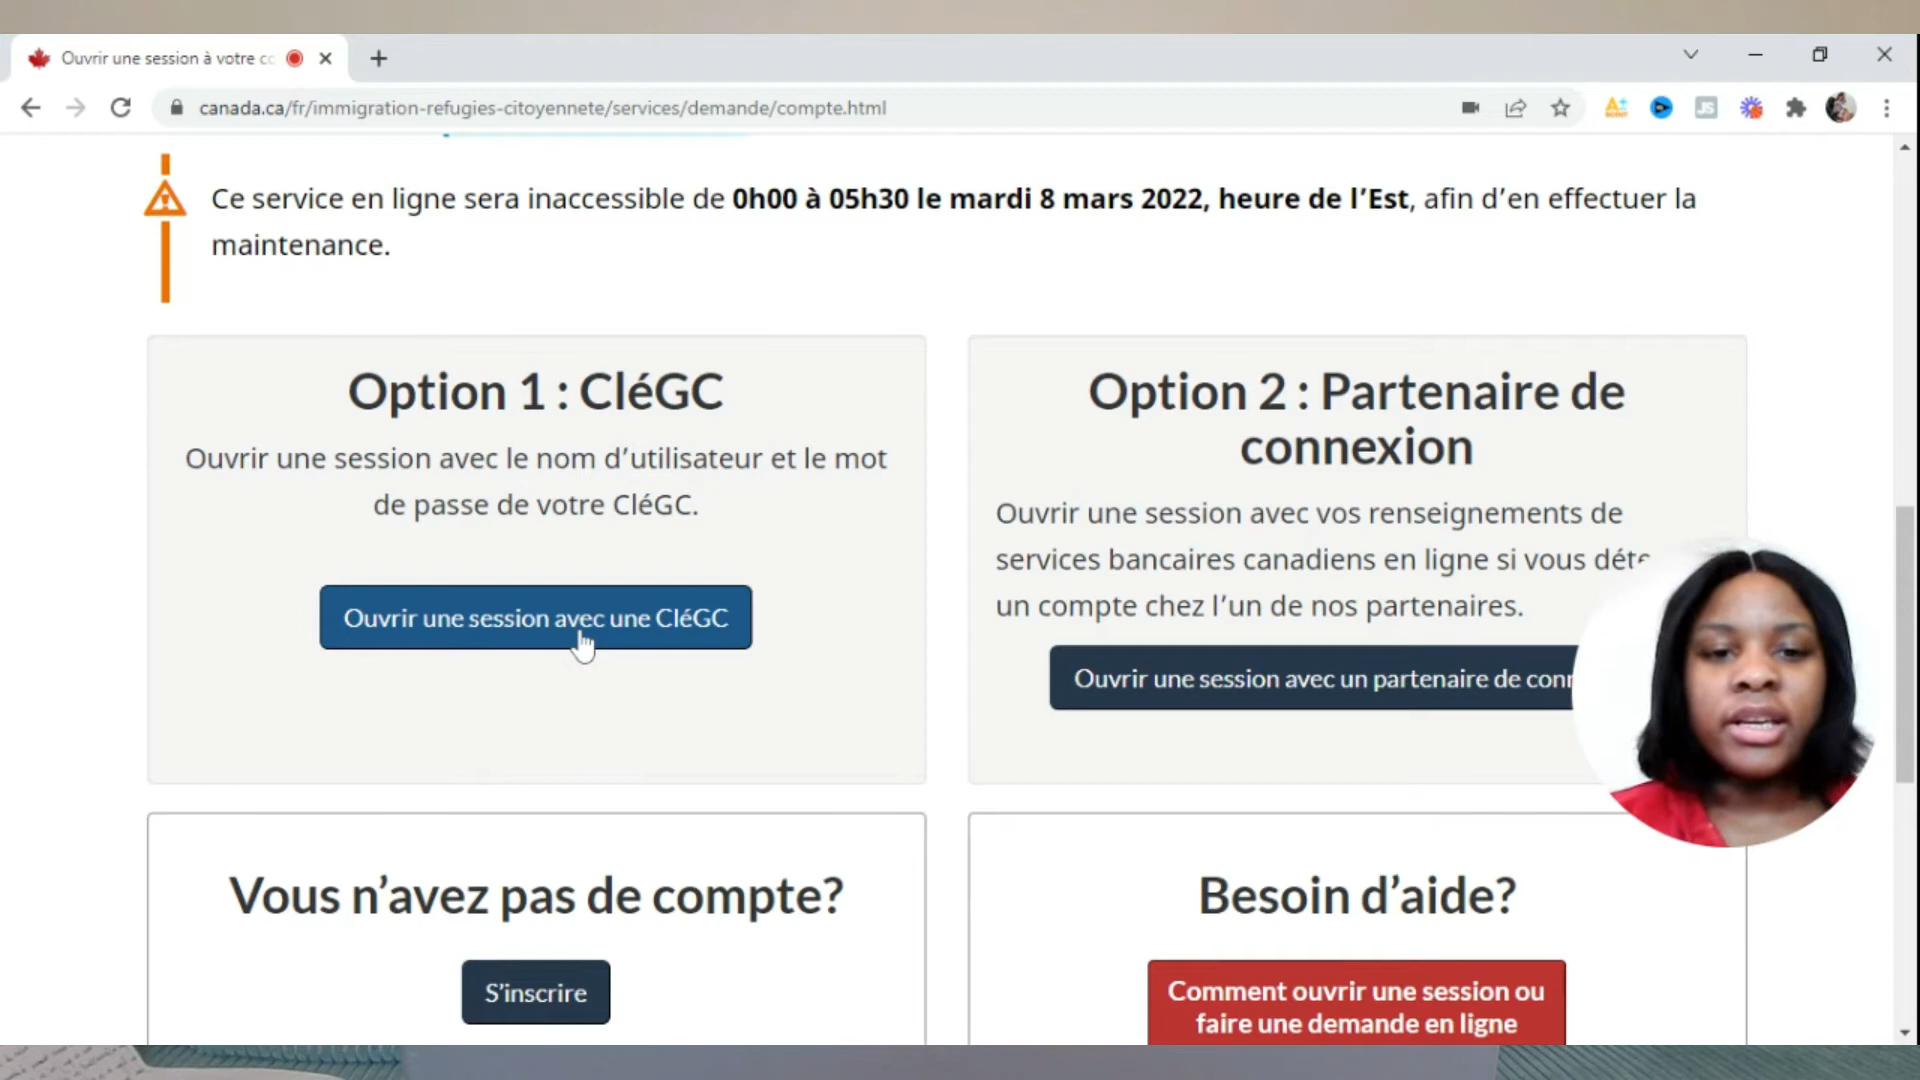 Ouvrir une session à votre co
canada.ca/fr/immigration-refugies-citoyennete/services/demande/compte.html
Ce service en ligne sera inaccessible de 0h00 à 05h30 le mardi 8 mars 2022, heure de l’Est, afin d’en effectuer la
maintenance.
Option 1 : CléGC
Ouvrir une session avec le nom d’utilisateur et le mot
de passe de votre CléGC.
Ouvrir une session avec une CléGC
Option 2 : Partenaire de
connexion
Ouvrir une session avec vos renseignements de
services bancaires canadiens en ligne si vous déte
un compte chez l’un de nos partenaires.
Ouvrir une session avec un partenaire de con
Vous n’avez pas de compte?
S’inscrire
Besoin d’aide?
Comment ouvrir une session ou
faire une demande en ligne